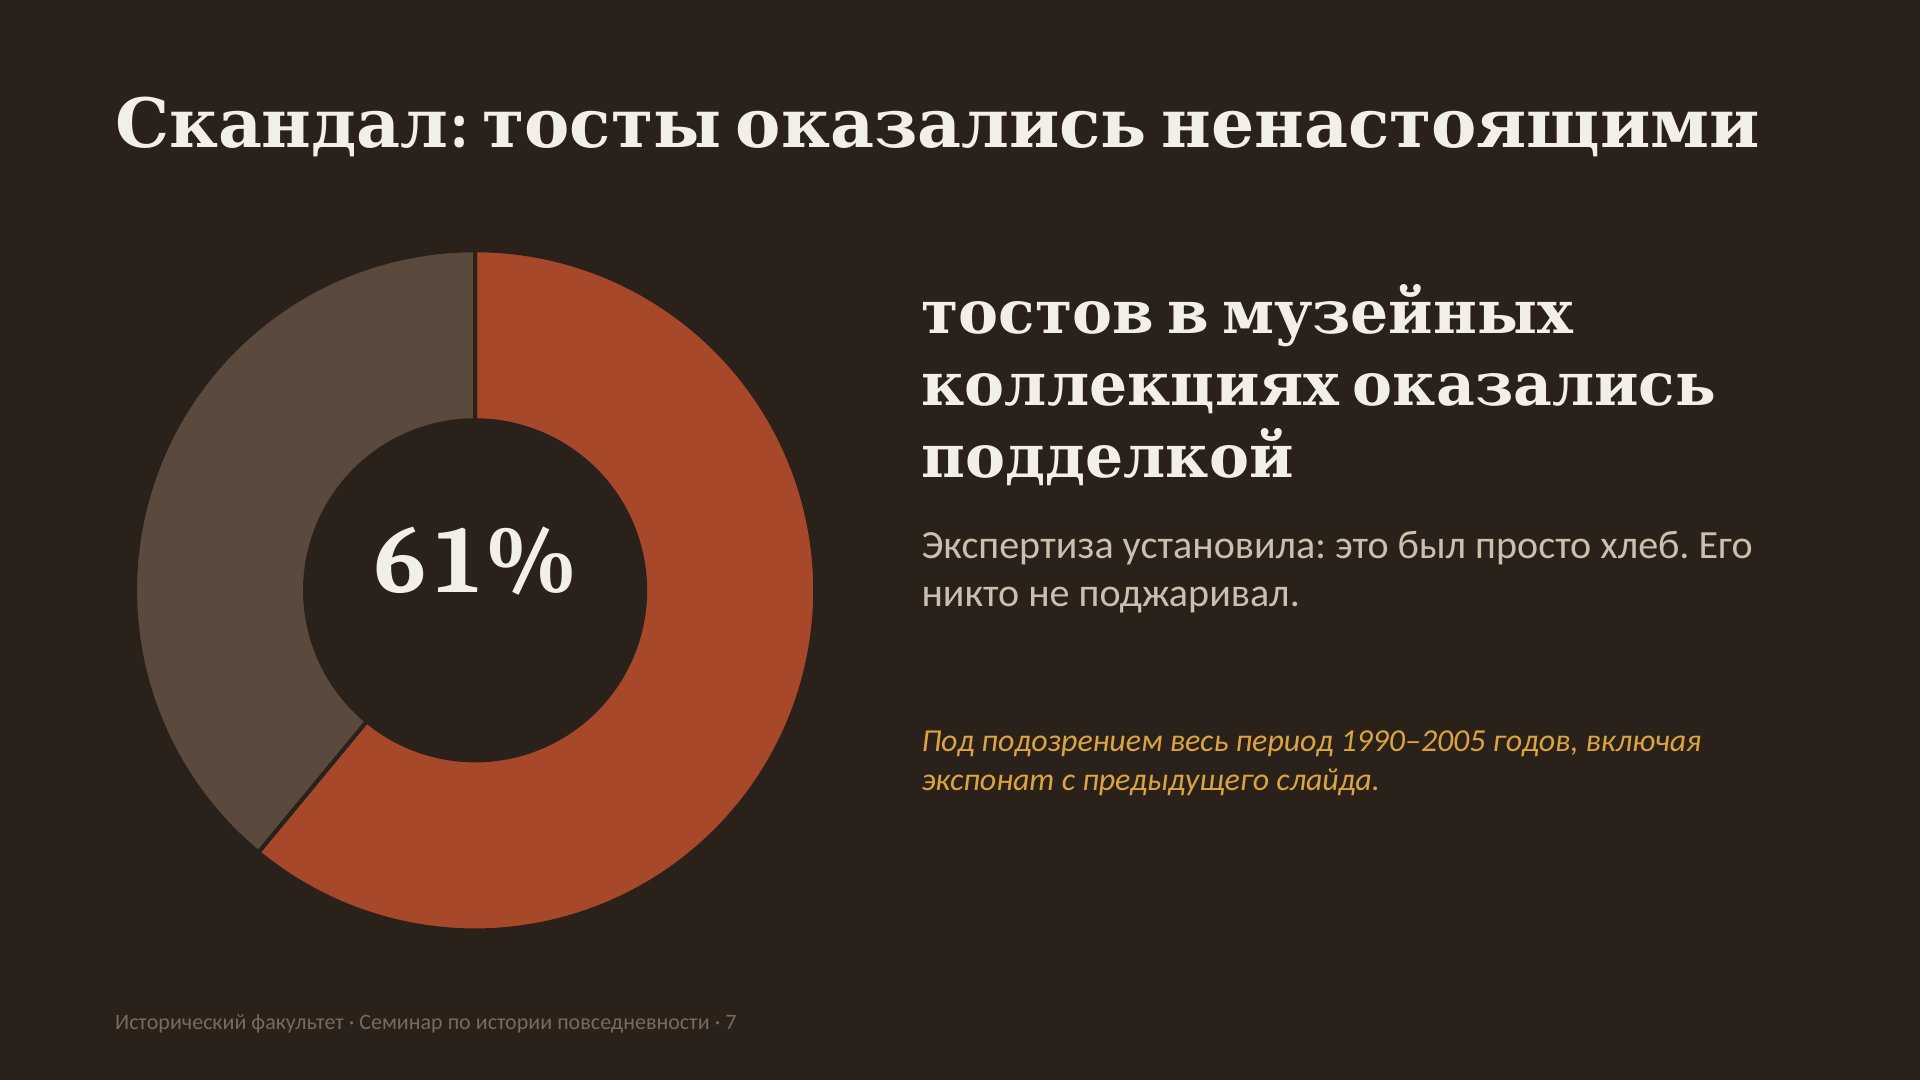 Скандал: тосты оказались ненастоящими
61%
тостов в музейных
коллекциях оказались
подделкой
Экспертиза установила: это был просто хлеб. Его
никто не поджаривал.
Под подозрением весь период 1990–2005 годов, включая
экспонат с предыдущего слайда.
Исторический факультет · Семинар по истории повседневности · 7